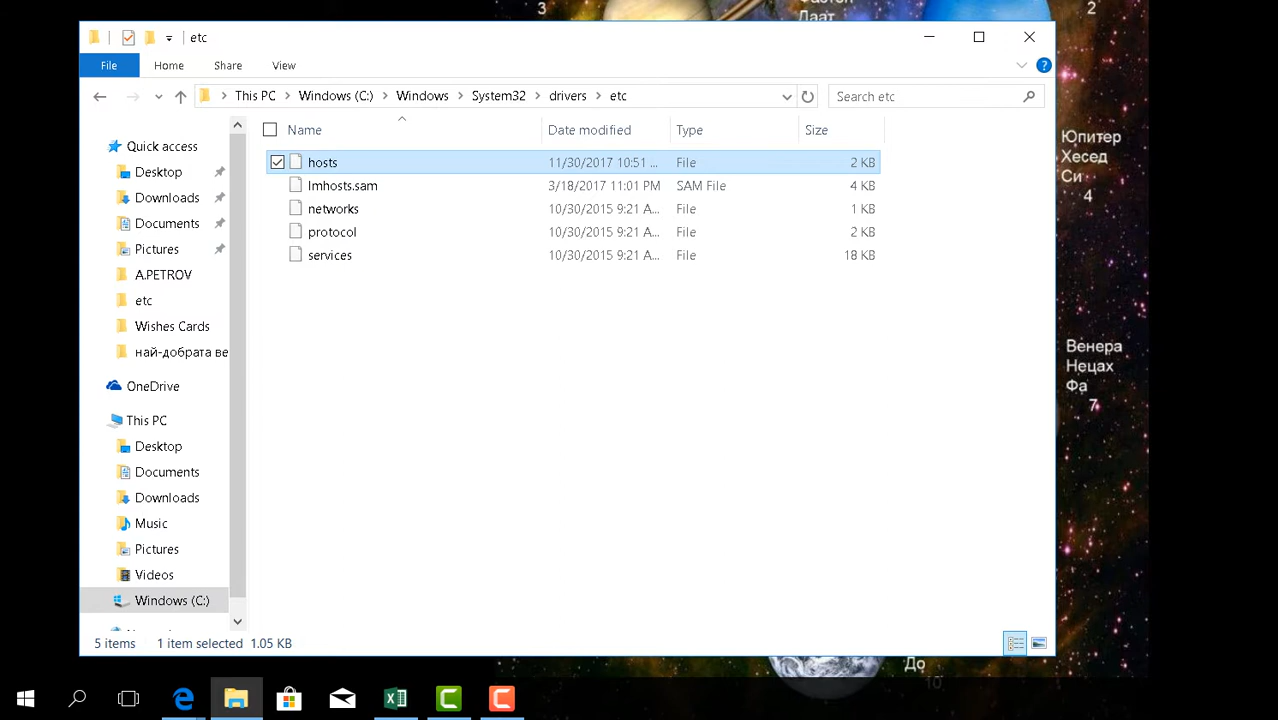 3
Фастел
Даат
2
etc
File
Home
Share
View
This PC > Windows (C:) > Windows > System32 > drivers > etc
Search etc
Name
Date modified
Type
Size
hosts 11/30/2017 10:51 ... File 2 KB
lmhosts.sam 3/18/2017 11:01 PM SAM File 4 KB
networks 10/30/2015 9:21 A... File 1 KB
protocol 10/30/2015 9:21 A... File 2 KB
services 10/30/2015 9:21 A... File 18 KB
Quick access
Desktop
Downloads
Documents
Pictures
A.PETROV
etc
Wishes Cards
най-добрата ве
OneDrive
This PC
Desktop
Documents
Downloads
Music
Pictures
Videos
Windows (C:)
5 items 1 item selected 1.05 KB
Юпитер
Хесед
Си
4
Венера
Нецах
Фа
7
До
10